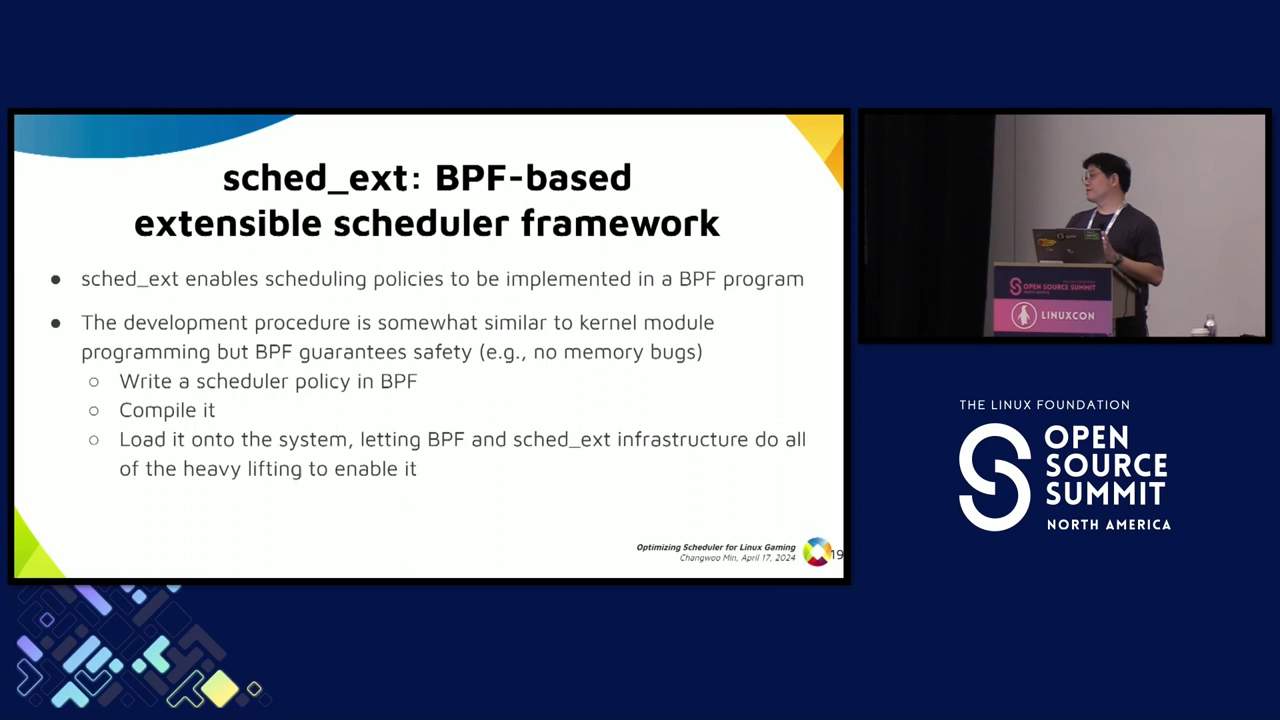 sched_ext: BPF-based
extensible scheduler framework
● sched_ext enables scheduling policies to be implemented in a BPF program
● The development procedure is somewhat similar to kernel module
programming but BPF guarantees safety (e.g., no memory bugs)
○ Write a scheduler policy in BPF
○ Compile it
○ Load it onto the system, letting BPF and sched_ext infrastructure do all
of the heavy lifting to enable it
Optimizing Scheduler for Linux Gaming
Changwoo Min, April 17, 2024
19
OPEN SOURCE SUMMIT
LINUXCON
THE LINUX FOUNDATION
OPEN
SOURCE
SUMMIT
NORTH AMERICA